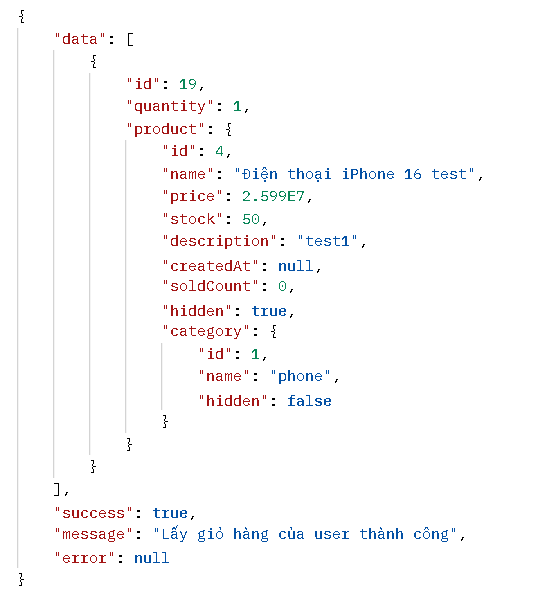 {
    "data": [
        {
            "id": 19,
            "quantity": 1,
            "product": {
                "id": 4,
                "name": "Điện thoại iPhone 16 test",
                "price": 2.599E7,
                "stock": 50,
                "description": "test1",
                "createdAt": null,
                "soldCount": 0,
                "hidden": true,
                "category": {
                    "id": 1,
                    "name": "phone",
                    "hidden": false
                }
            }
        }
    ],
    "success": true,
    "message": "Lấy giỏ hàng của user thành công",
    "error": null
}